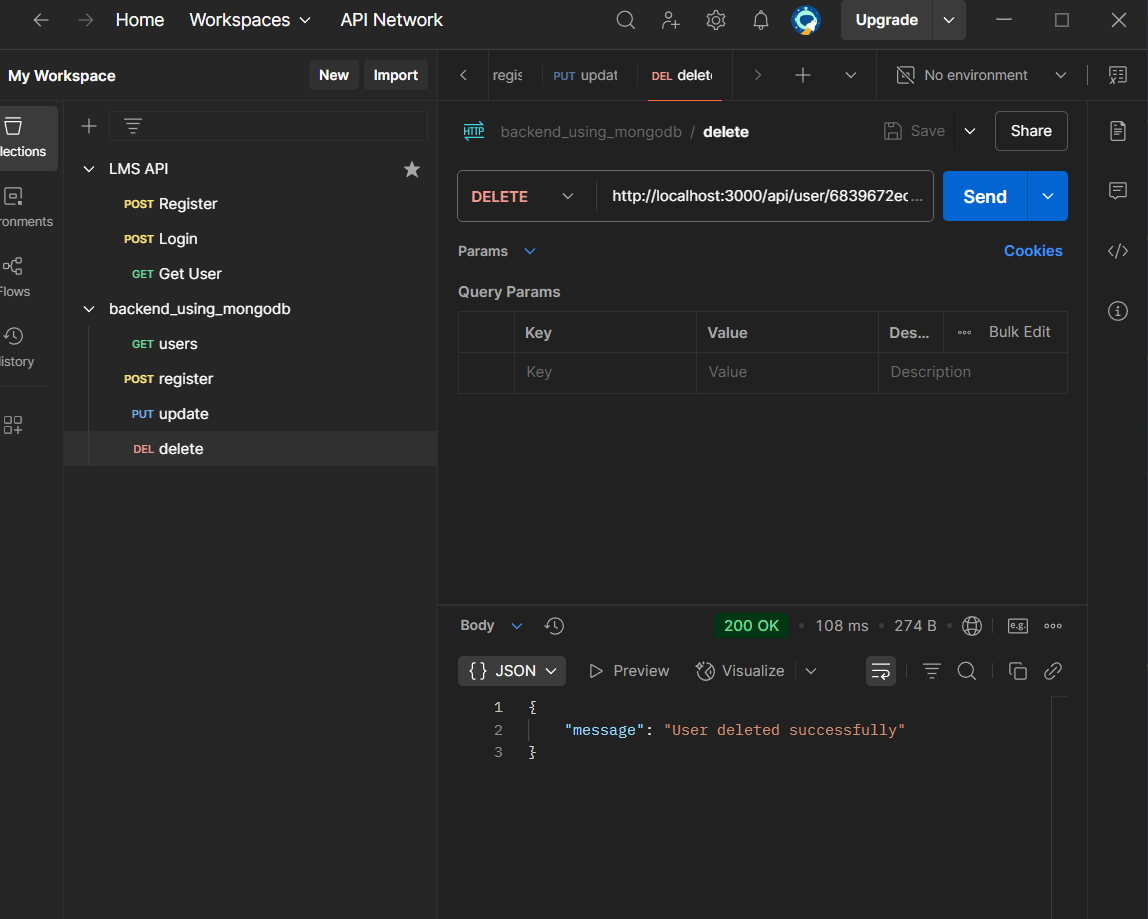 Home Workspaces API Network Upgrade
My Workspace New Import
regis PUT updat DEL delet No environment
HTTP backend_using_mongodb / delete Save Share
lections
LMS API
POST Register
POST Login
GET Get User
backend_using_mongodb
GET users
POST register
PUT update
DEL delete
ronments
Flows
istory
DELETE http://localhost:3000/api/user/6839672ec... Send
Params Cookies
Query Params
Key Value Des... Bulk Edit
Key Value Description
Body 200 OK • 108 ms • 274 B • e.g.
{} JSON Preview Visualize
1 {
2 "message": "User deleted successfully"
3 }